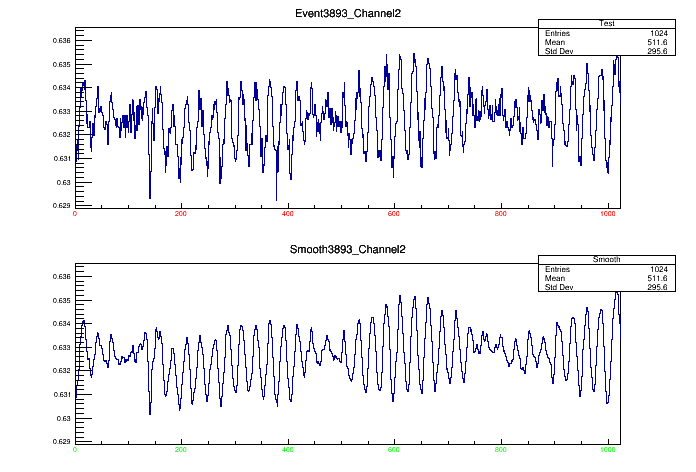 Event3893_Channel2
Test
Entries 1024
Mean 511.6
Std Dev 295.6
0.636
0.635
0.634
0.633
0.632
0.631
0.63
0.629
0 200 400 600 800 1000
Smooth3893_Channel2
Smooth
Entries 1024
Mean 511.6
Std Dev 295.6
0.636
0.635
0.634
0.633
0.632
0.631
0.63
0.629
0 200 400 600 800 1000